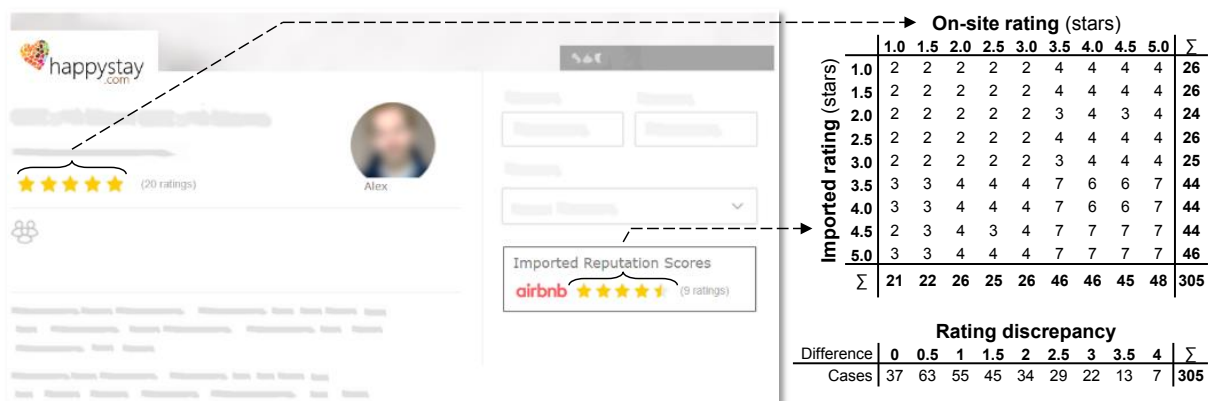 happystay
.com
(20 ratings)
Alex
Imported Reputation Scores
airbnb (9 ratings)
On-site rating (stars)
1.0 1.5 2.0 2.5 3.0 3.5 4.0 4.5 5.0 Σ
Imported rating (stars)
1.0 2 2 2 2 2 4 4 4 4 26
1.5 2 2 2 2 2 4 4 4 4 26
2.0 2 2 2 2 2 3 4 3 4 24
2.5 2 2 2 2 2 4 4 4 4 26
3.0 2 2 2 2 2 3 4 4 4 25
3.5 3 3 4 4 4 7 6 6 7 44
4.0 3 3 4 4 4 7 6 6 7 44
4.5 2 3 4 3 4 7 7 7 7 44
5.0 3 3 4 4 4 7 7 7 7 46
Σ 21 22 26 25 26 46 46 45 48 305
Rating discrepancy
Difference 0 0.5 1 1.5 2 2.5 3 3.5 4 Σ
Cases 37 63 55 45 34 29 22 13 7 305